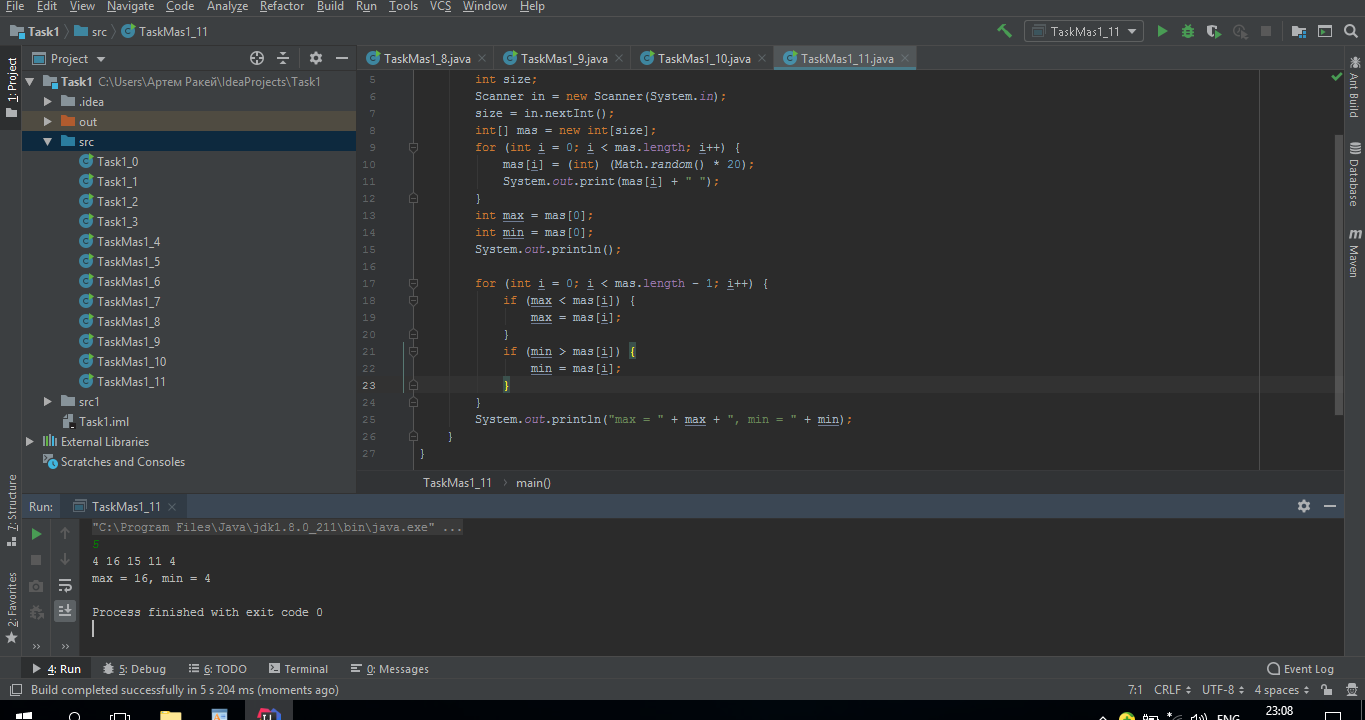 File Edit View Navigate Code Analyze Refactor Build Run Tools VCS Window Help
Task1 src TaskMas1_11
TaskMas1_11
1: Project
Project
TaskMas1_8.java TaskMas1_9.java TaskMas1_10.java TaskMas1_11.java
Task1 C:\Users\Артем Ракей\IdeaProjects\Task1
.idea
out
src
Task1_0
Task1_1
Task1_2
Task1_3
TaskMas1_4
TaskMas1_5
TaskMas1_6
TaskMas1_7
TaskMas1_8
TaskMas1_9
TaskMas1_10
TaskMas1_11
src1
Task1.iml
External Libraries
Scratches and Consoles
5 int size;
6 Scanner in = new Scanner(System.in);
7 size = in.nextInt();
8 int[] mas = new int[size];
9 for (int i = 0; i < mas.length; i++) {
10 mas[i] = (int) (Math.random() * 20);
11 System.out.print(mas[i] + " ");
12 }
13 int max = mas[0];
14 int min = mas[0];
15 System.out.println();
16
17 for (int i = 0; i < mas.length - 1; i++) {
18 if (max < mas[i]) {
19 max = mas[i];
20 }
21 if (min > mas[i]) {
22 min = mas[i];
23 }
24 }
25 System.out.println("max = " + max + ", min = " + min);
26 }
27 }
TaskMas1_11 main()
Ant Build
Database
m Maven
7: Structure
2: Favorites
Run: TaskMas1_11
"C:\Program Files\Java\jdk1.8.0_211\bin\java.exe" ...
5
4 16 15 11 4
max = 16, min = 4
Process finished with exit code 0
4: Run 5: Debug 6: TODO Terminal 0: Messages Event Log
Build completed successfully in 5 s 204 ms (moments ago) 7:1 CRLF UTF-8 4 spaces
ENG 23:08